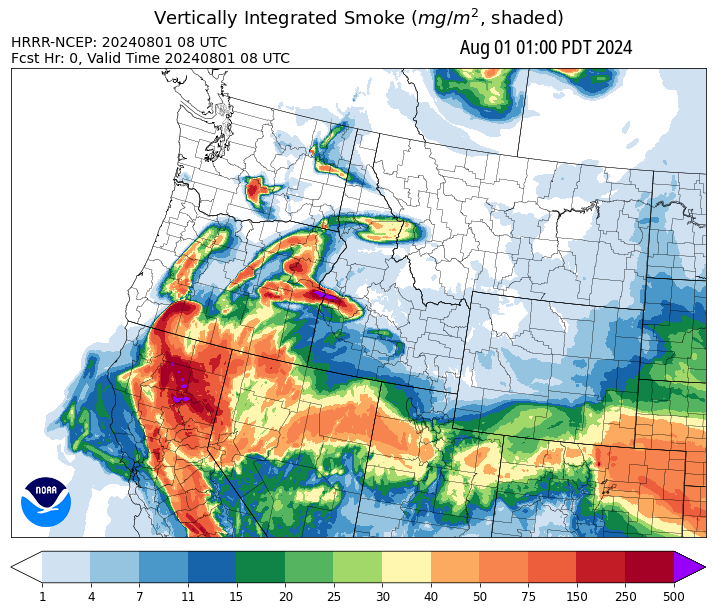 Vertically Integrated Smoke (mg/m², shaded)
HRRR-NCEP: 20240801 08 UTC
Fcst Hr: 0, Valid Time 20240801 08 UTC
Aug 01 01:00 PDT 2024
NOAA
1 4 7 11 15 20 25 30 40 50 75 150 250 500